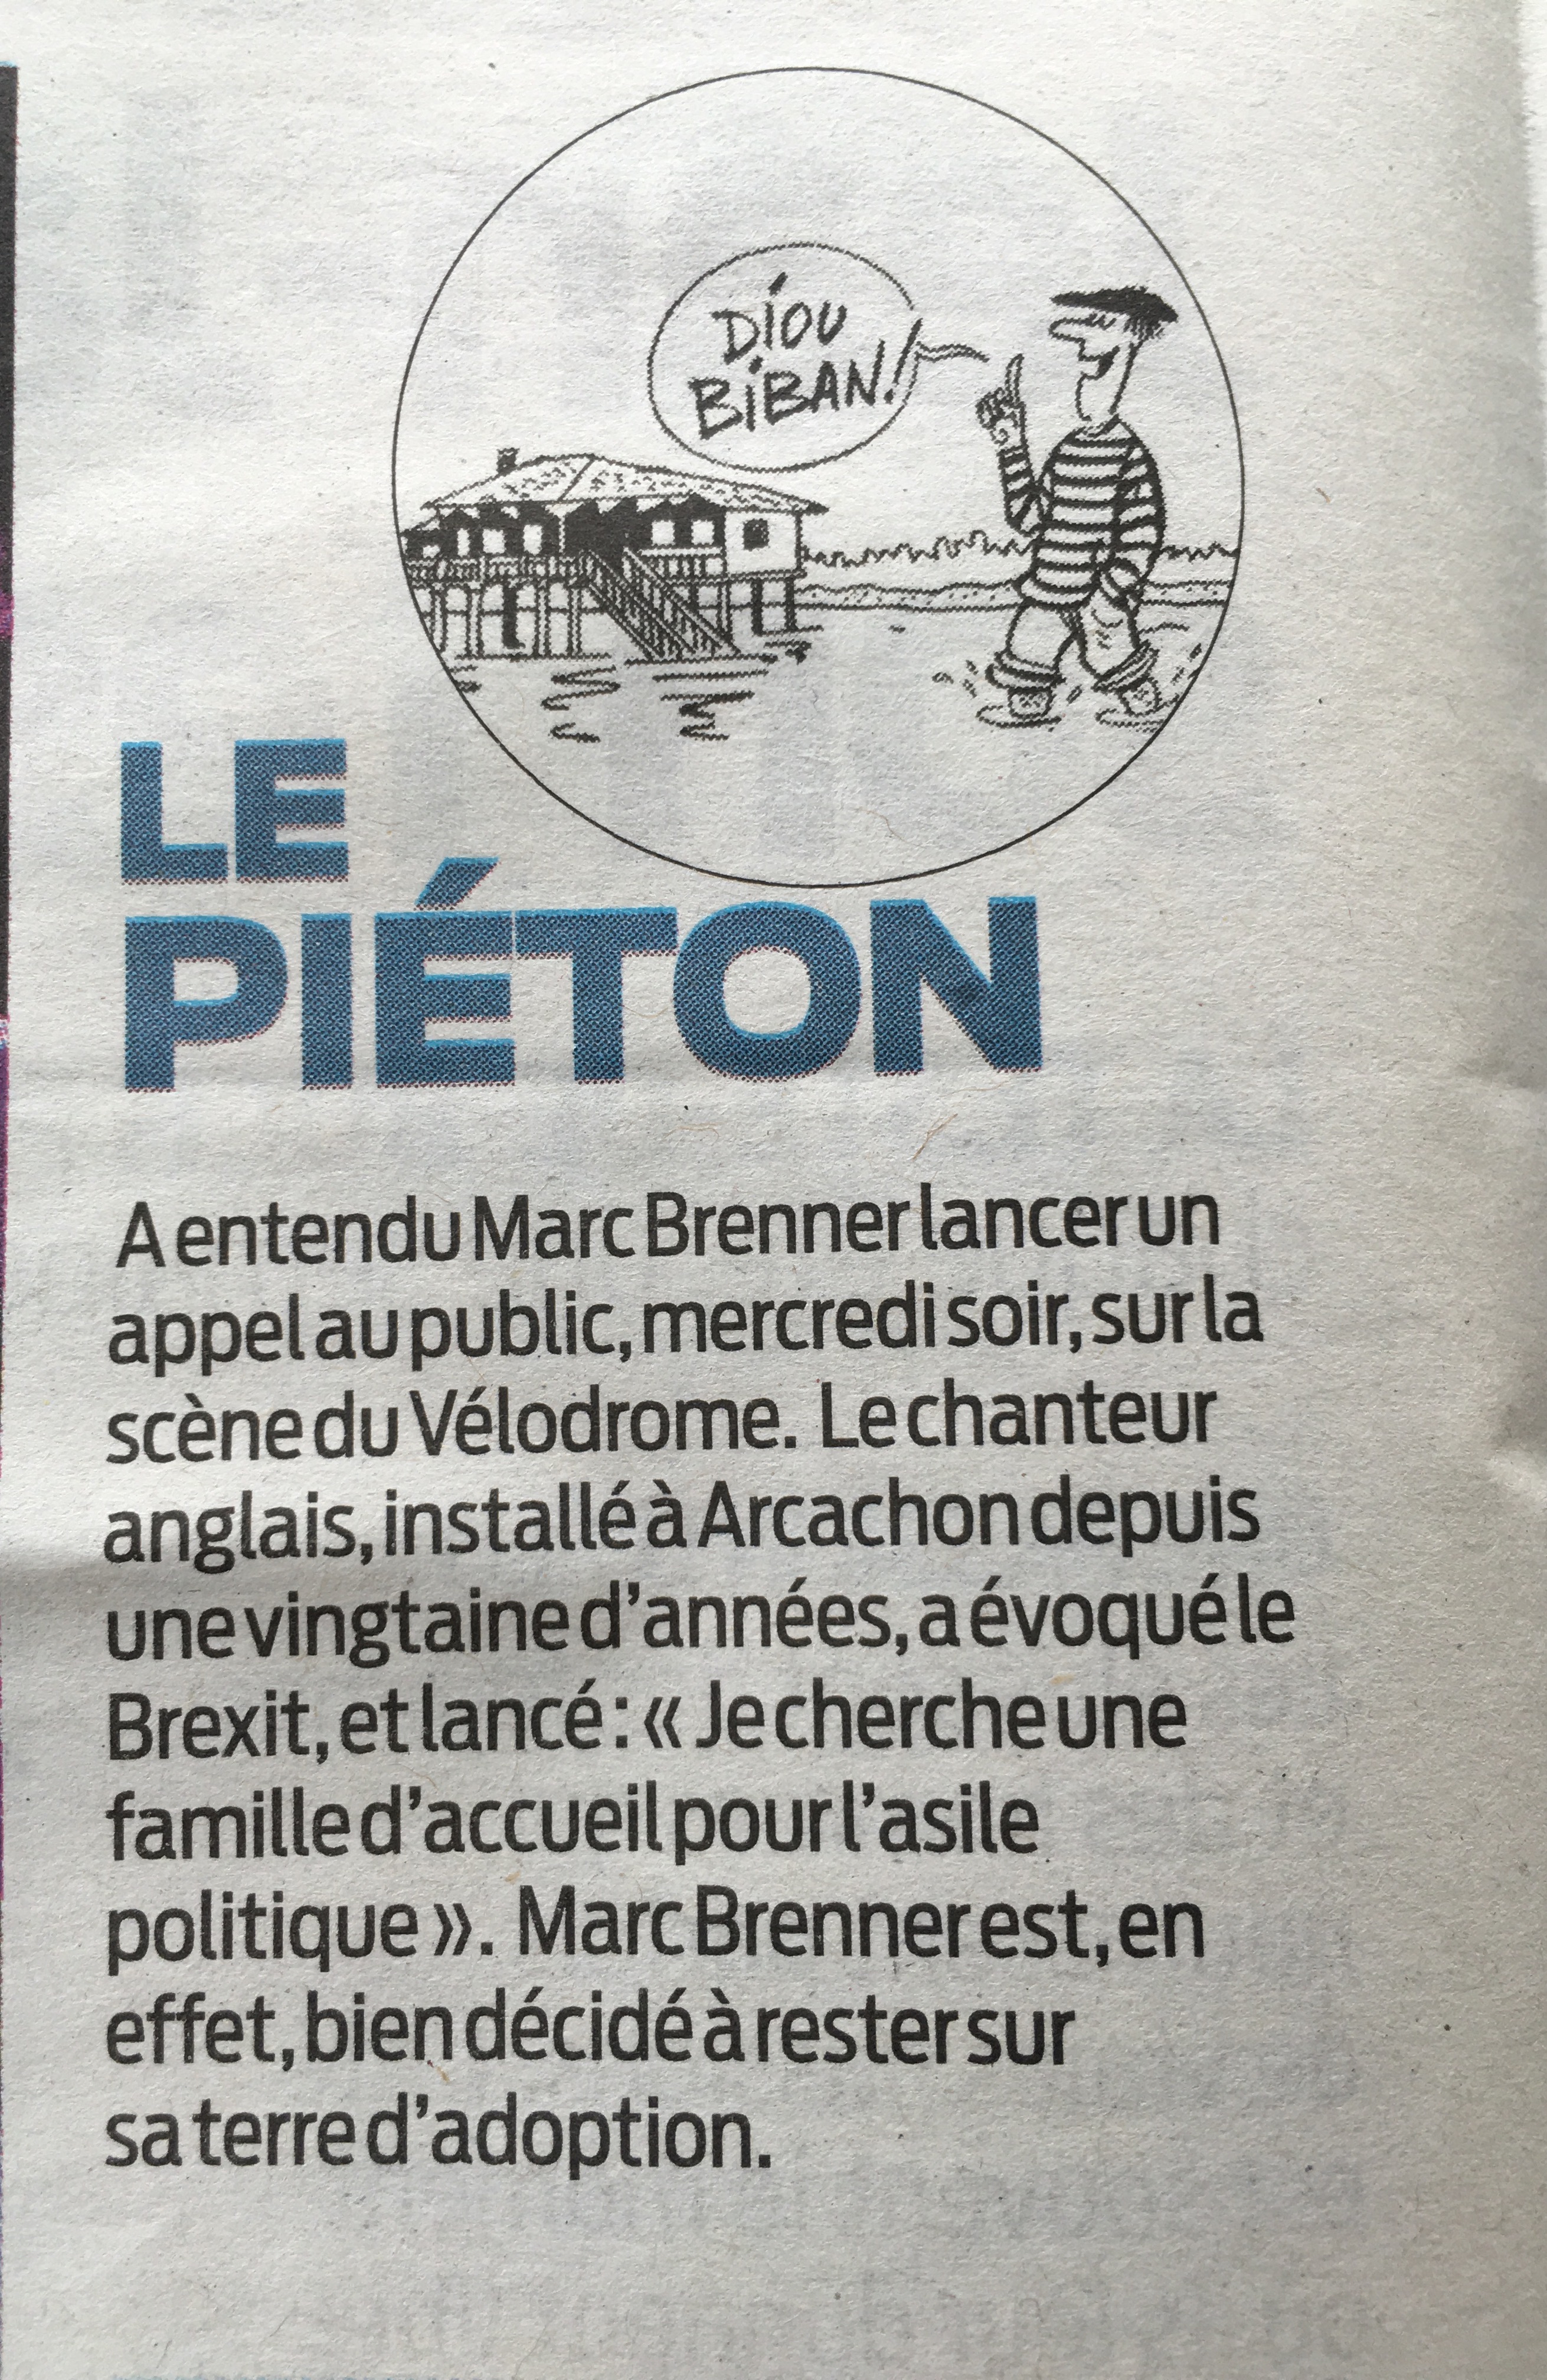 DIOU
BIBAN!
LE
PIÉTON
A entendu Marc Brenner lancer un
appel au public, mercredi soir, sur la
scène du Vélodrome. Le chanteur
anglais, installé à Arcachon depuis
une vingtaine d’années, a évoqué le
Brexit, et lancé : « Je cherche une
famille d’accueil pour l’asile
politique ». Marc Brenner est, en
effet, bien décidé à rester sur
sa terre d’adoption.